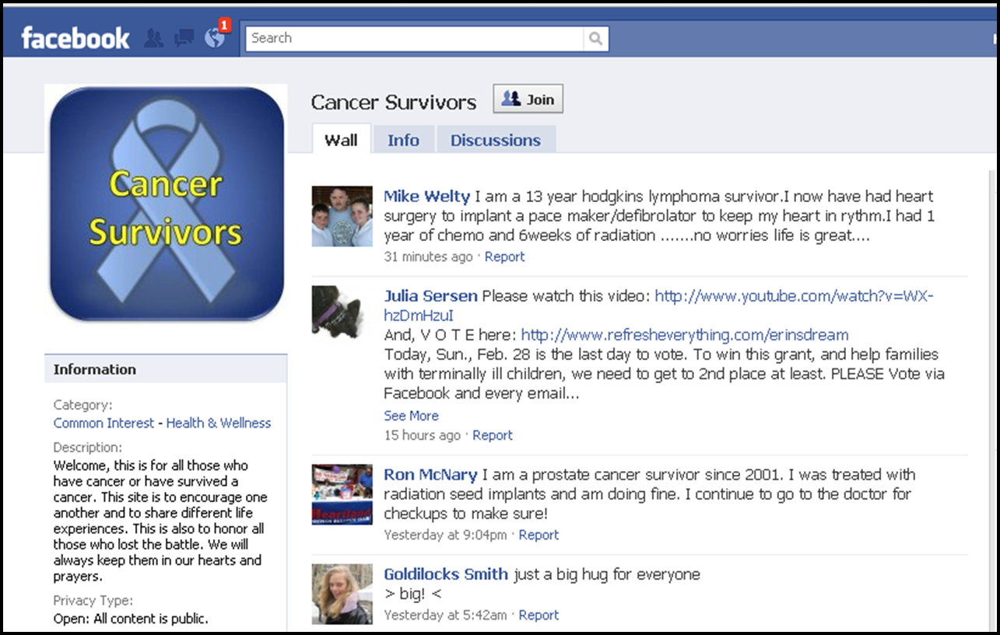 facebook
1
Search
Cancer Survivors
Join
Wall
Info
Discussions
Cancer
Survivors
Information
Category:
Common Interest - Health & Wellness
Description:
Welcome, this is for all those who
have cancer or have survived a
cancer. This site is to encourage one
another and to share different life
experiences. This is also to honor all
those who lost the battle. We will
always keep them in our hearts and
prayers.
Privacy Type:
Open: All content is public.
Mike Welty I am a 13 year hodgkins lymphoma survivor.I now have had heart
surgery to implant a pace maker/defibrolator to keep my heart in rythm.I had 1
year of chemo and 6weeks of radiation .......no worries life is great....
31 minutes ago · Report
Julia Sersen Please watch this video: http://www.youtube.com/watch?v=WX-
hzDmHzuI
And, V O T E here: http://www.refresheverything.com/erinsdream
Today, Sun., Feb. 28 is the last day to vote. To win this grant, and help families
with terminally ill children, we need to get to 2nd place at least. PLEASE Vote via
Facebook and every email...
See More
15 hours ago · Report
Ron McNary I am a prostate cancer survivor since 2001. I was treated with
radiation seed implants and am doing fine. I continue to go to the doctor for
checkups to make sure!
Yesterday at 9:04pm · Report
Heartland
Goldilocks Smith just a big hug for everyone
> big! <
Yesterday at 5:42am · Report